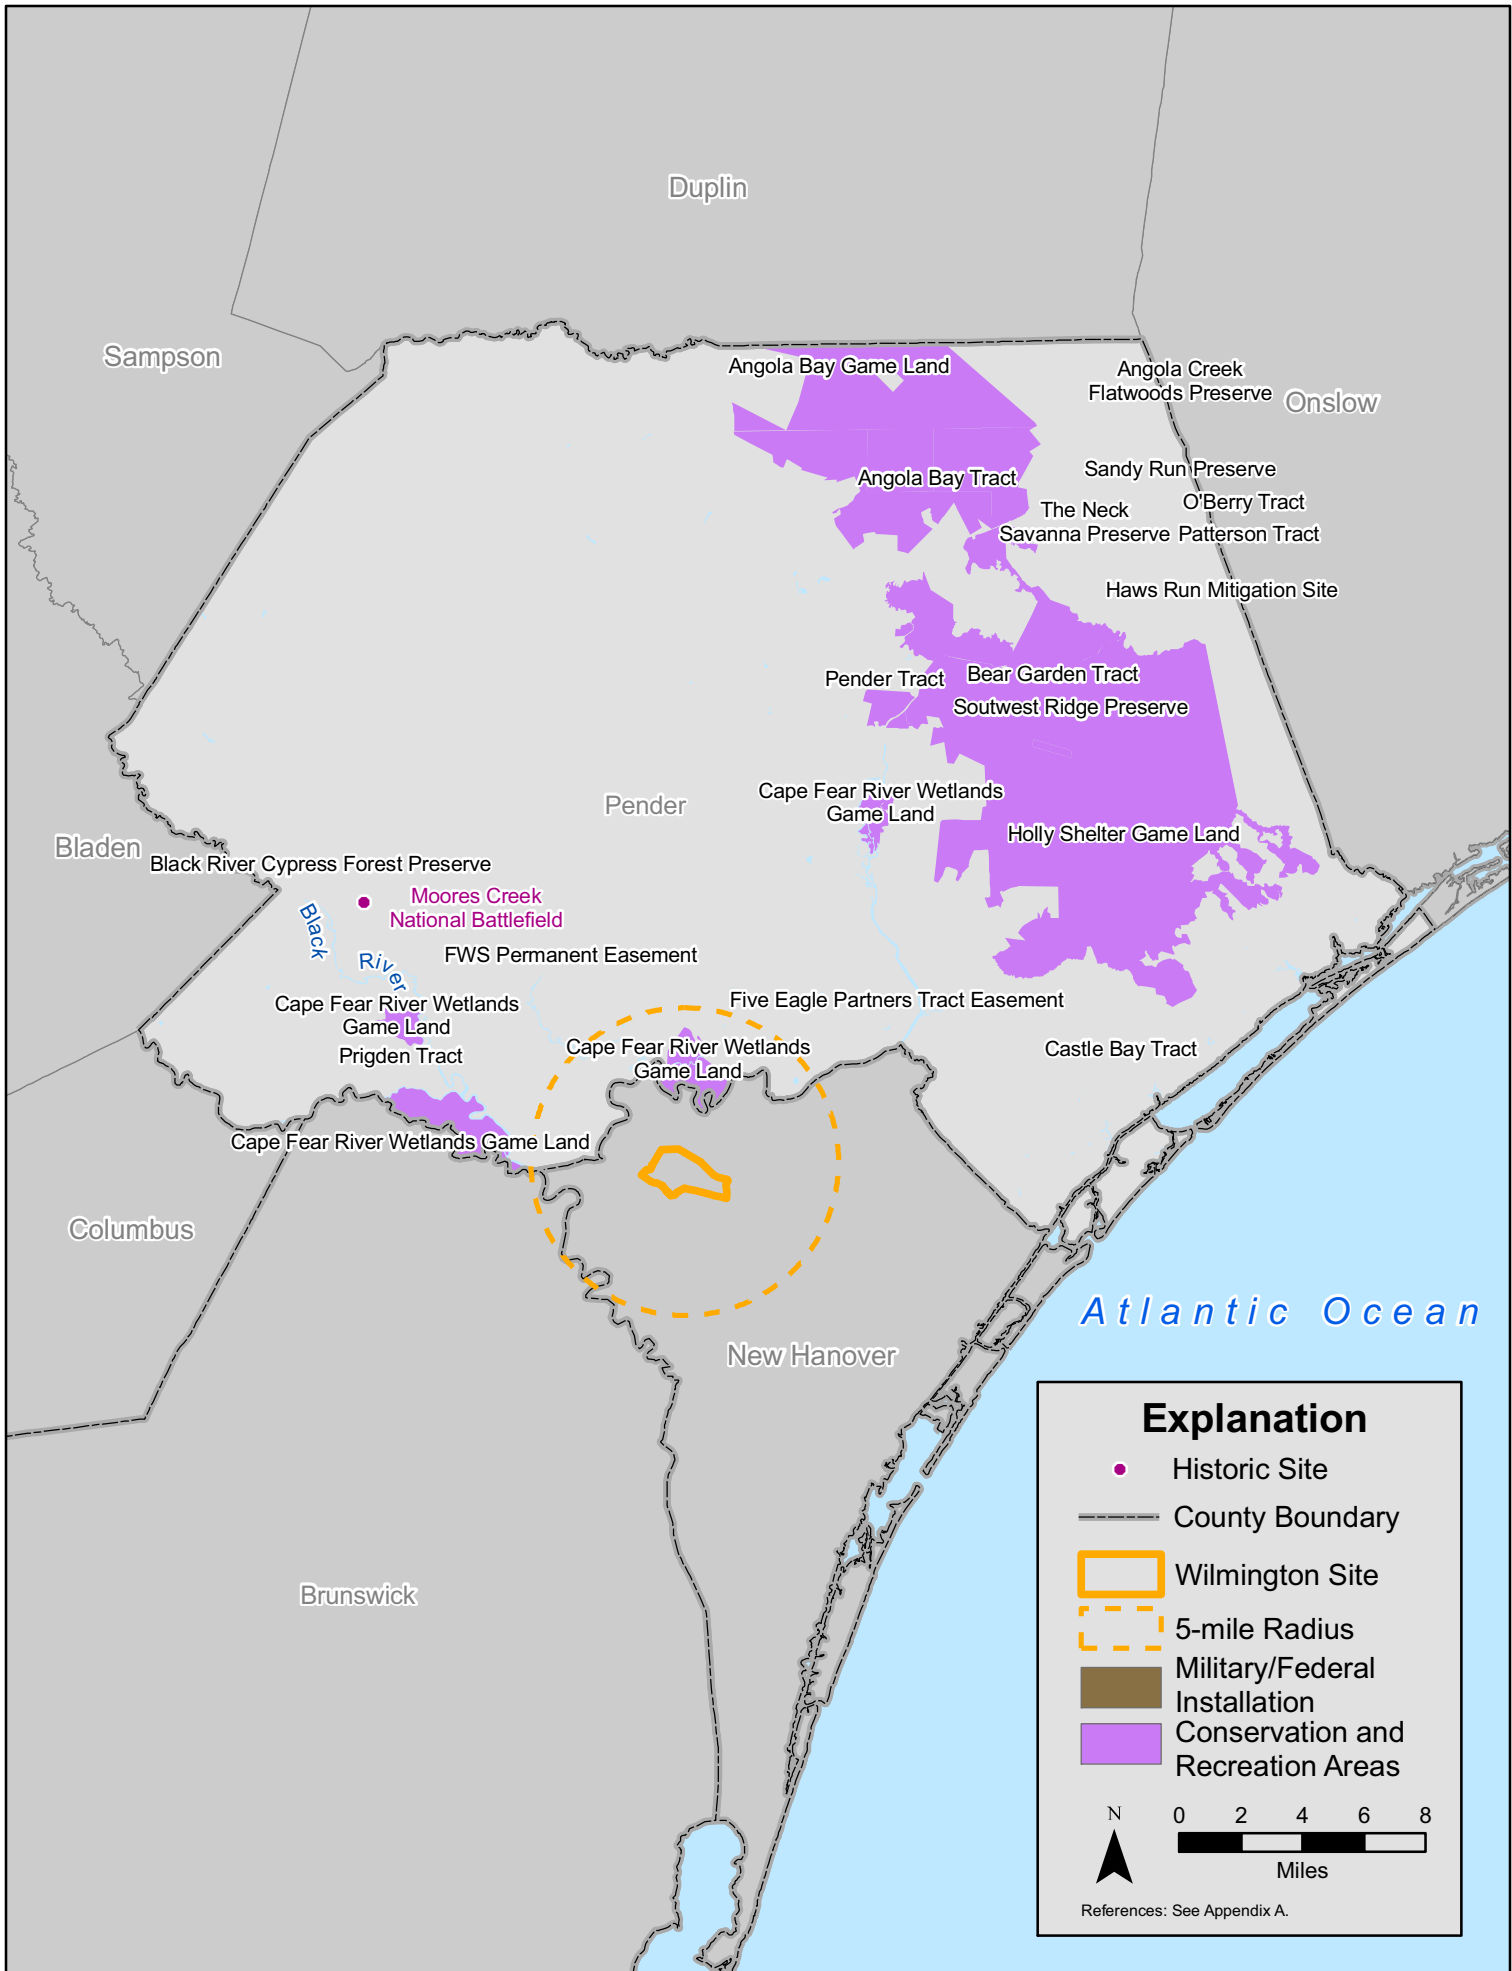 Duplin
Sampson
Angola Bay Game Land
Angola Creek
Flatwoods Preserve
Onslow
Angola Bay Tract
Sandy Run Preserve
The Neck
Savanna Preserve
O'Berry Tract
Patterson Tract
Haws Run Mitigation Site
Pender Tract
Bear Garden Tract
Soutwest Ridge Preserve
Pender
Cape Fear River Wetlands
Game Land
Holly Shelter Game Land
Bladen
Black River Cypress Forest Preserve
Moores Creek
National Battlefield
Black
River
FWS Permanent Easement
Cape Fear River Wetlands
Game Land
Five Eagle Partners Tract Easement
Prigden Tract
Cape Fear River Wetlands
Game Land
Castle Bay Tract
Cape Fear River Wetlands Game Land
Columbus
Atlantic Ocean
New Hanover
Brunswick
Explanation
Historic Site
County Boundary
Wilmington Site
5-mile Radius
Military/Federal
Installation
Conservation and
Recreation Areas
N
0 2 4 6 8
Miles
References: See Appendix A.